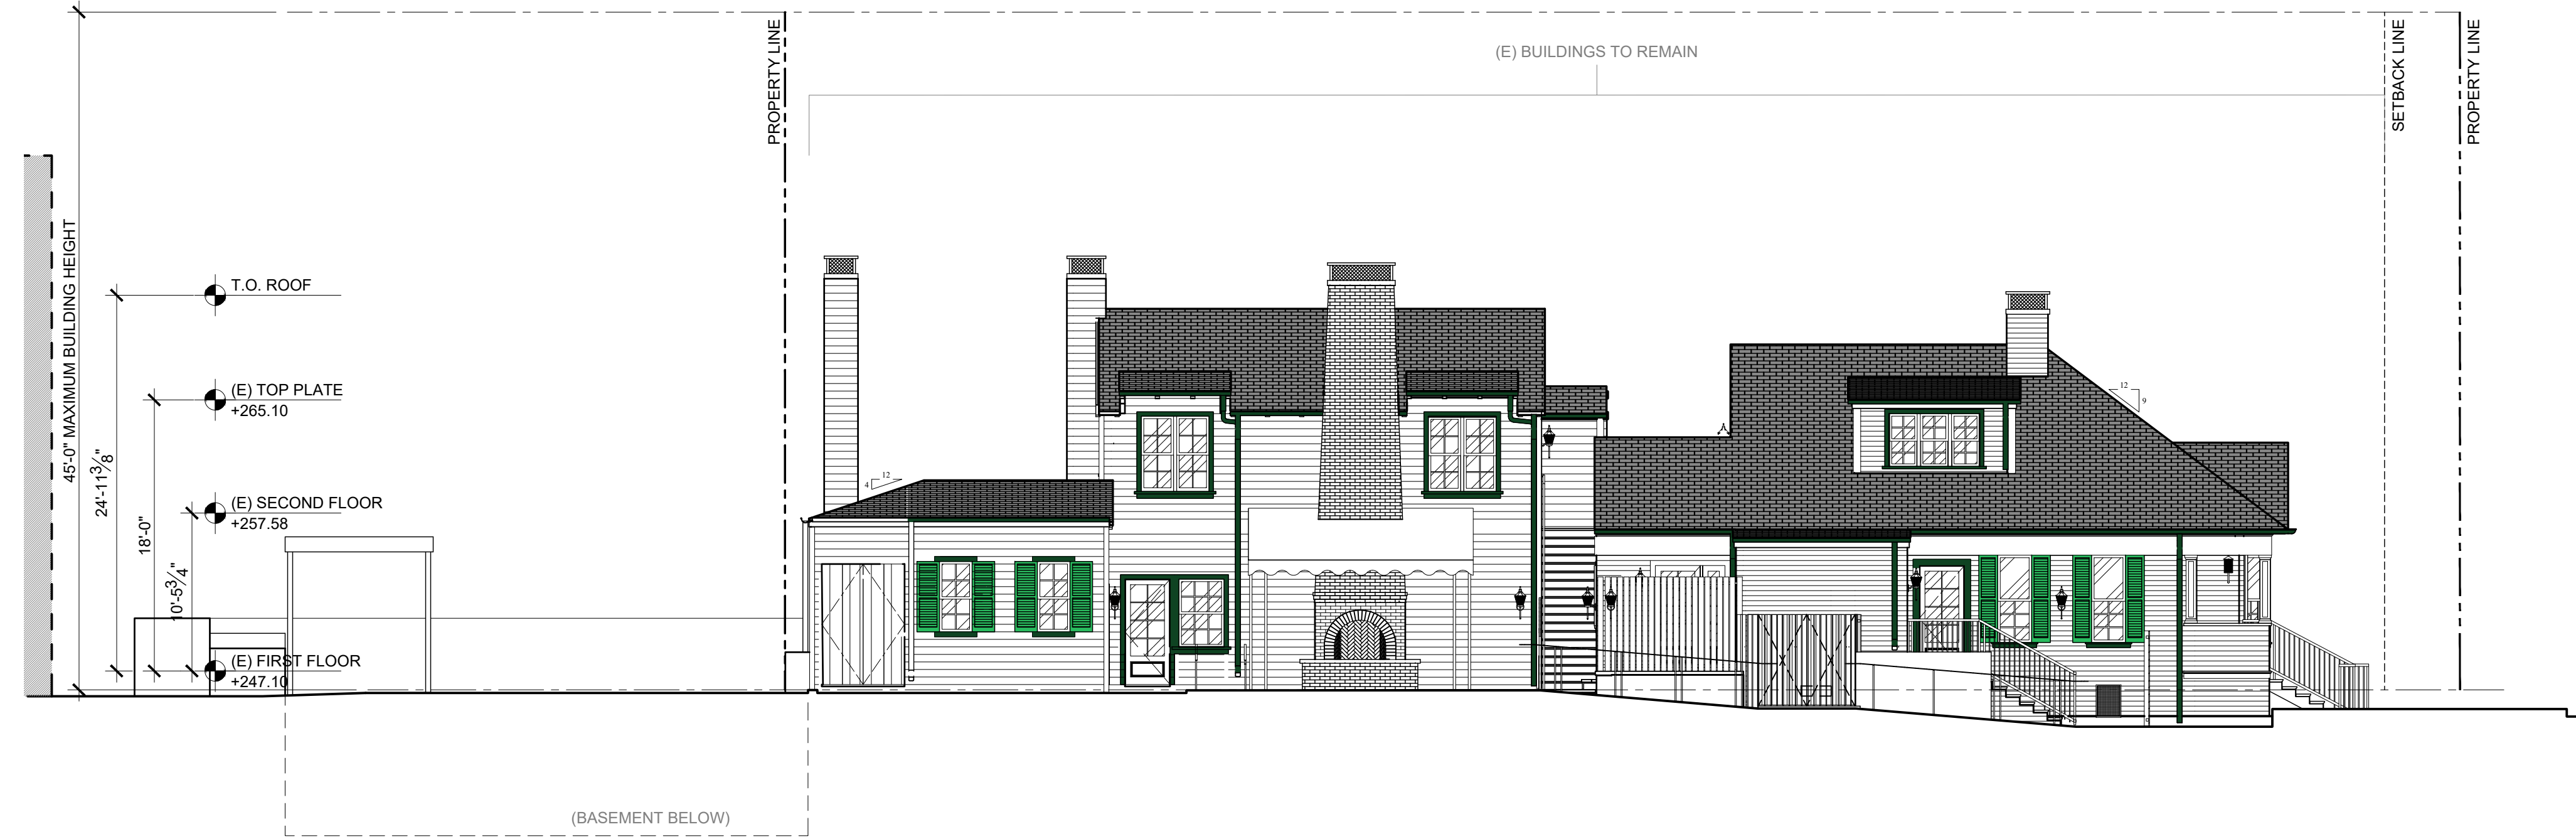 (E) BUILDINGS TO REMAIN
PROPERTY LINE
SETBACK LINE
PROPERTY LINE
45'-0" MAXIMUM BUILDING HEIGHT
24'-11 3/8"
18'-0"
10'-5 3/4"
T.O. ROOF
(E) TOP PLATE
+265.10
(E) SECOND FLOOR
+257.58
(E) FIRST FLOOR
+247.10
12
4
12
9
(BASEMENT BELOW)